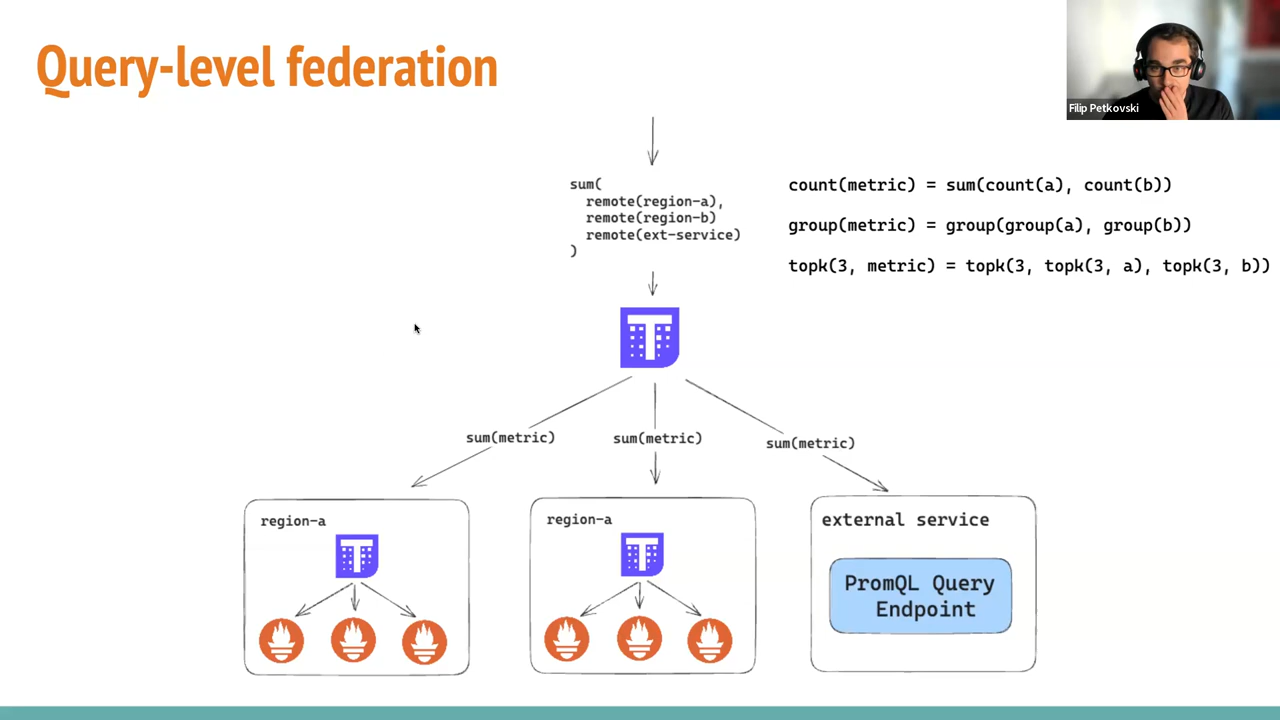 Query-level federation
Filip Petkovski
sum(
remote(region-a),
remote(region-b)
remote(ext-service)
)
count(metric) = sum(count(a), count(b))
group(metric) = group(group(a), group(b))
topk(3, metric) = topk(3, topk(3, a), topk(3, b))
T
sum(metric)
sum(metric)
sum(metric)
region-a
T
region-a
T
external service
PromQL Query
Endpoint